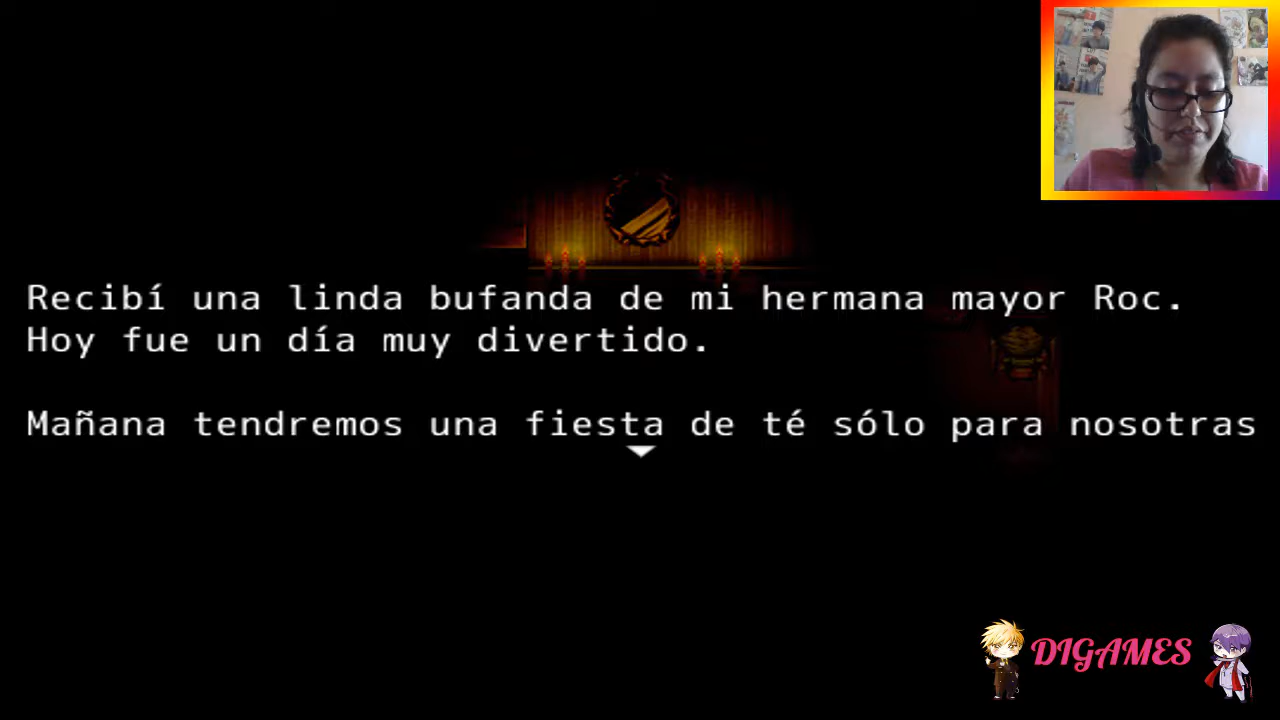 Recibí una linda bufanda de mi hermana mayor Roc.
Hoy fue un día muy divertido.
Mañana tendremos una fiesta de té sólo para nosotras
DIGAMES